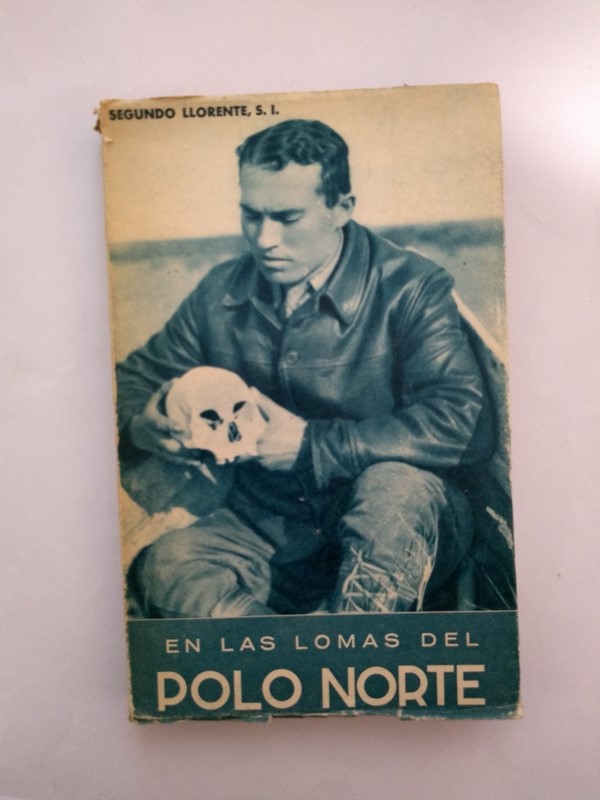 SEGUNDO LLORENTE, S. I.
EN LAS LOMAS DEL
POLO NORTE